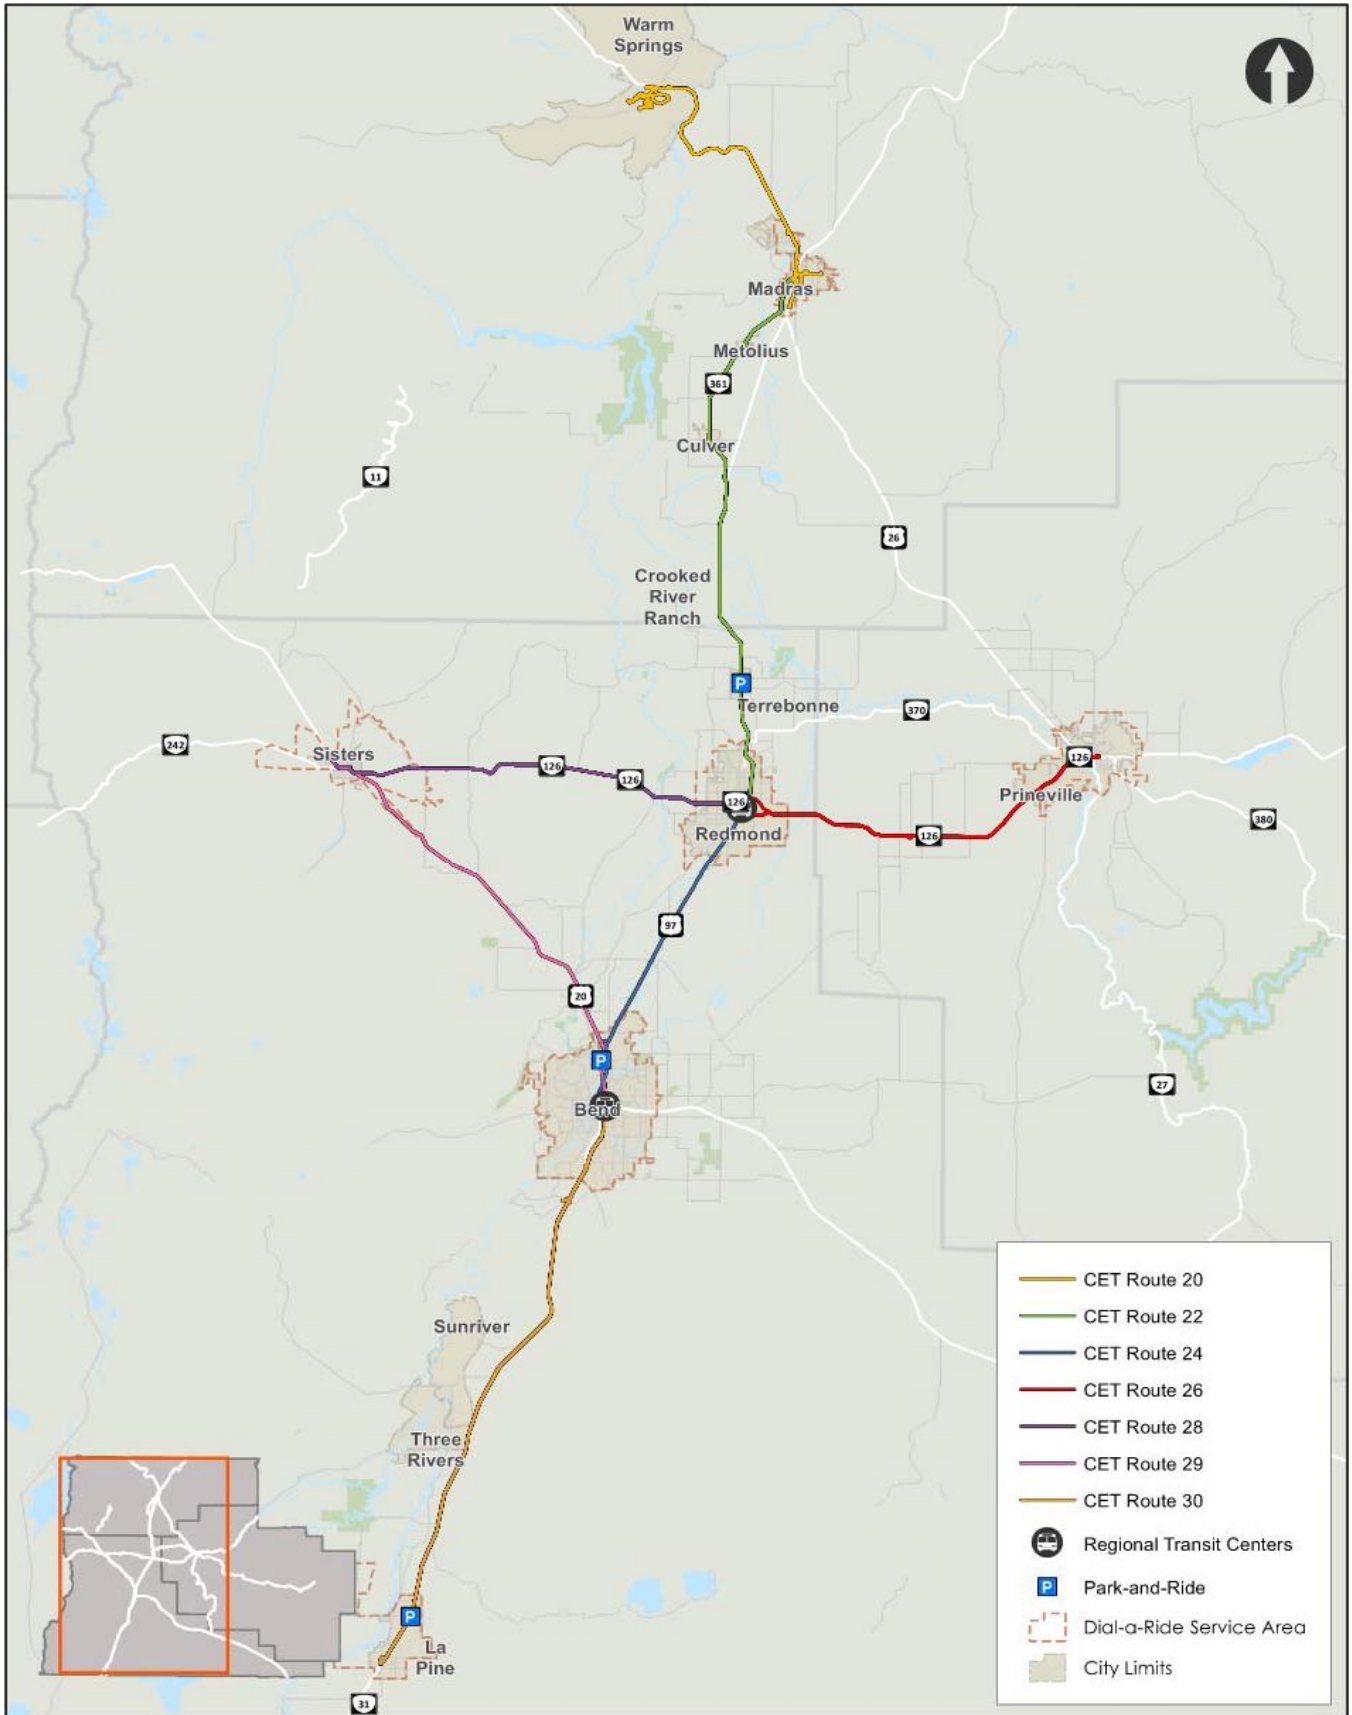 Warm
Springs
Madras
Metolius
361
Culver
11
26
Crooked
River
Ranch
P
Terrebonne
370
242
Sisters
126
126
126
126
Prineville
Redmond
126
380
97
20
P
27
Bend
Sunriver
Three
Rivers
P
La
Pine
31
CET Route 20
CET Route 22
CET Route 24
CET Route 26
CET Route 28
CET Route 29
CET Route 30
Regional Transit Centers
P Park-and-Ride
Dial-a-Ride Service Area
City Limits